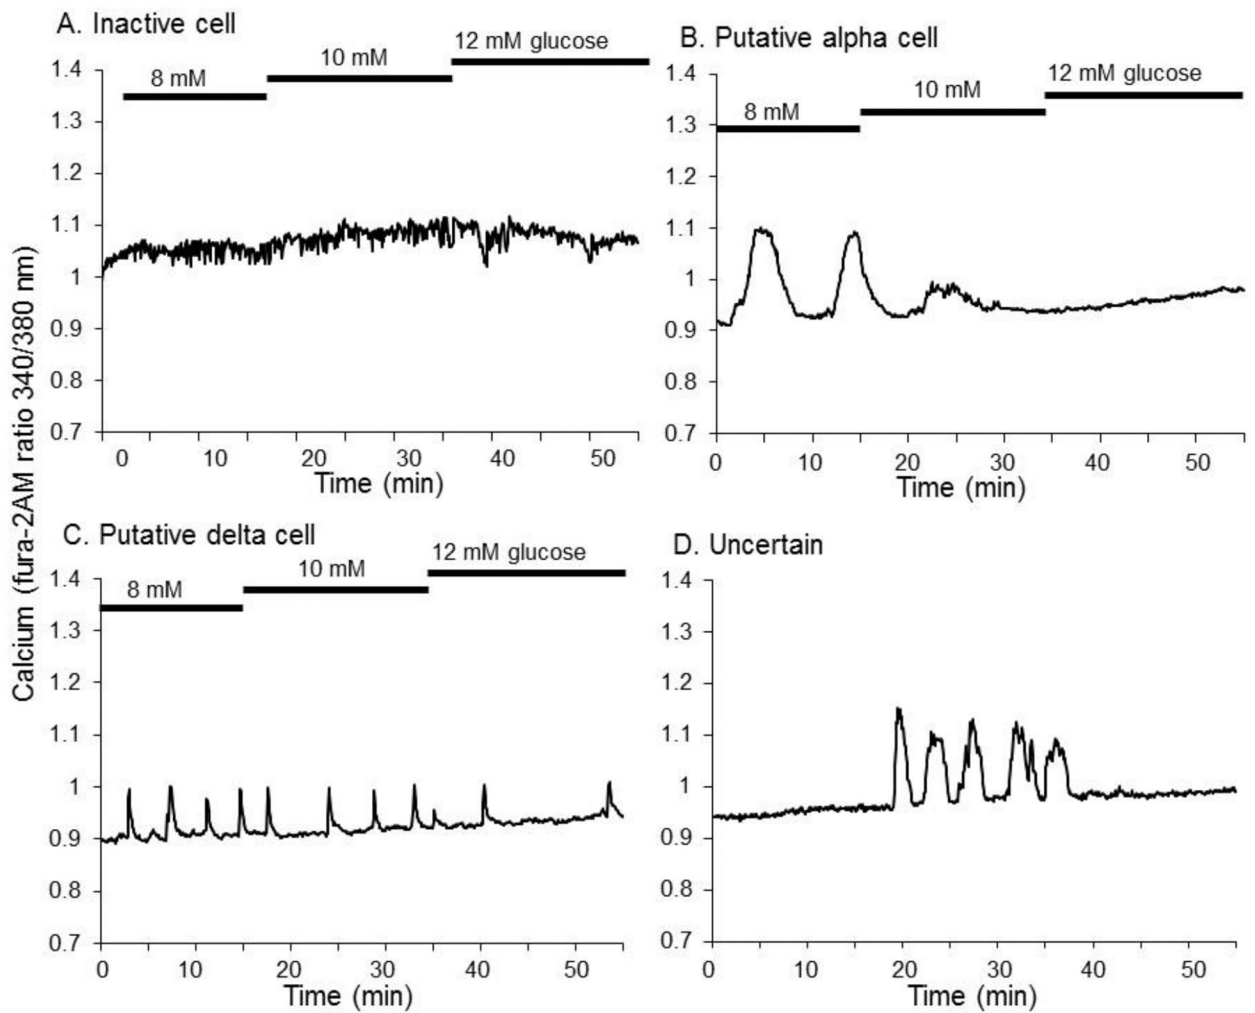 A. Inactive cell
8 mM
10 mM
12 mM glucose
1.4
1.3
1.2
1.1
1
0.9
0.8
0.7
0 10 20 30 40 50
Time (min)
B. Putative alpha cell
8 mM
10 mM
12 mM glucose
1.4
1.3
1.2
1.1
1
0.9
0.8
0.7
0 10 20 30 40 50
Time (min)
Calcium (fura-2AM ratio 340/380 nm)
C. Putative delta cell
8 mM
10 mM
12 mM glucose
1.4
1.3
1.2
1.1
1
0.9
0.8
0.7
0 10 20 30 40 50
Time (min)
D. Uncertain
1.4
1.3
1.2
1.1
1
0.9
0.8
0.7
0 10 20 30 40 50
Time (min)